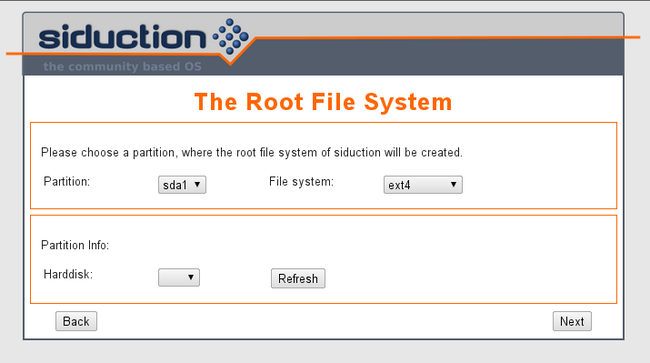 siduction
the community based OS
The Root File System
Please choose a partition, where the root file system of siduction will be created.
Partition: sda1 File system: ext4
Partition Info:
Harddisk: Refresh
Back Next